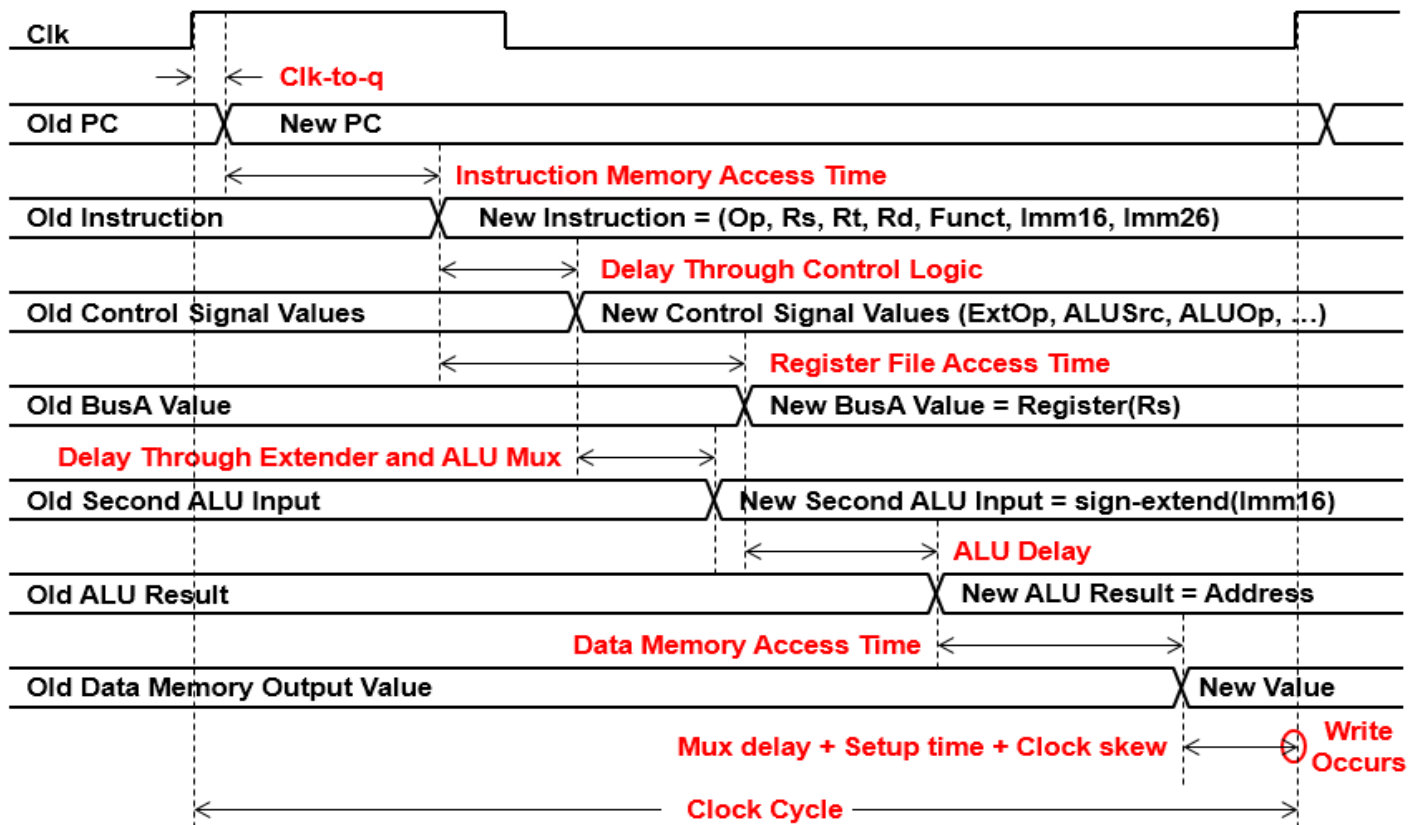 Clk
Clk-to-q
Old PC
New PC
Instruction Memory Access Time
Old Instruction
New Instruction = (Op, Rs, Rt, Rd, Funct, Imm16, Imm26)
Delay Through Control Logic
Old Control Signal Values
New Control Signal Values (ExtOp, ALUSrc, ALUOp, …)
Register File Access Time
Old BusA Value
New BusA Value = Register(Rs)
Delay Through Extender and ALU Mux
Old Second ALU Input
New Second ALU Input = sign-extend(Imm16)
ALU Delay
Old ALU Result
New ALU Result = Address
Data Memory Access Time
Old Data Memory Output Value
New Value
Mux delay + Setup time + Clock skew
Write
Occurs
Clock Cycle